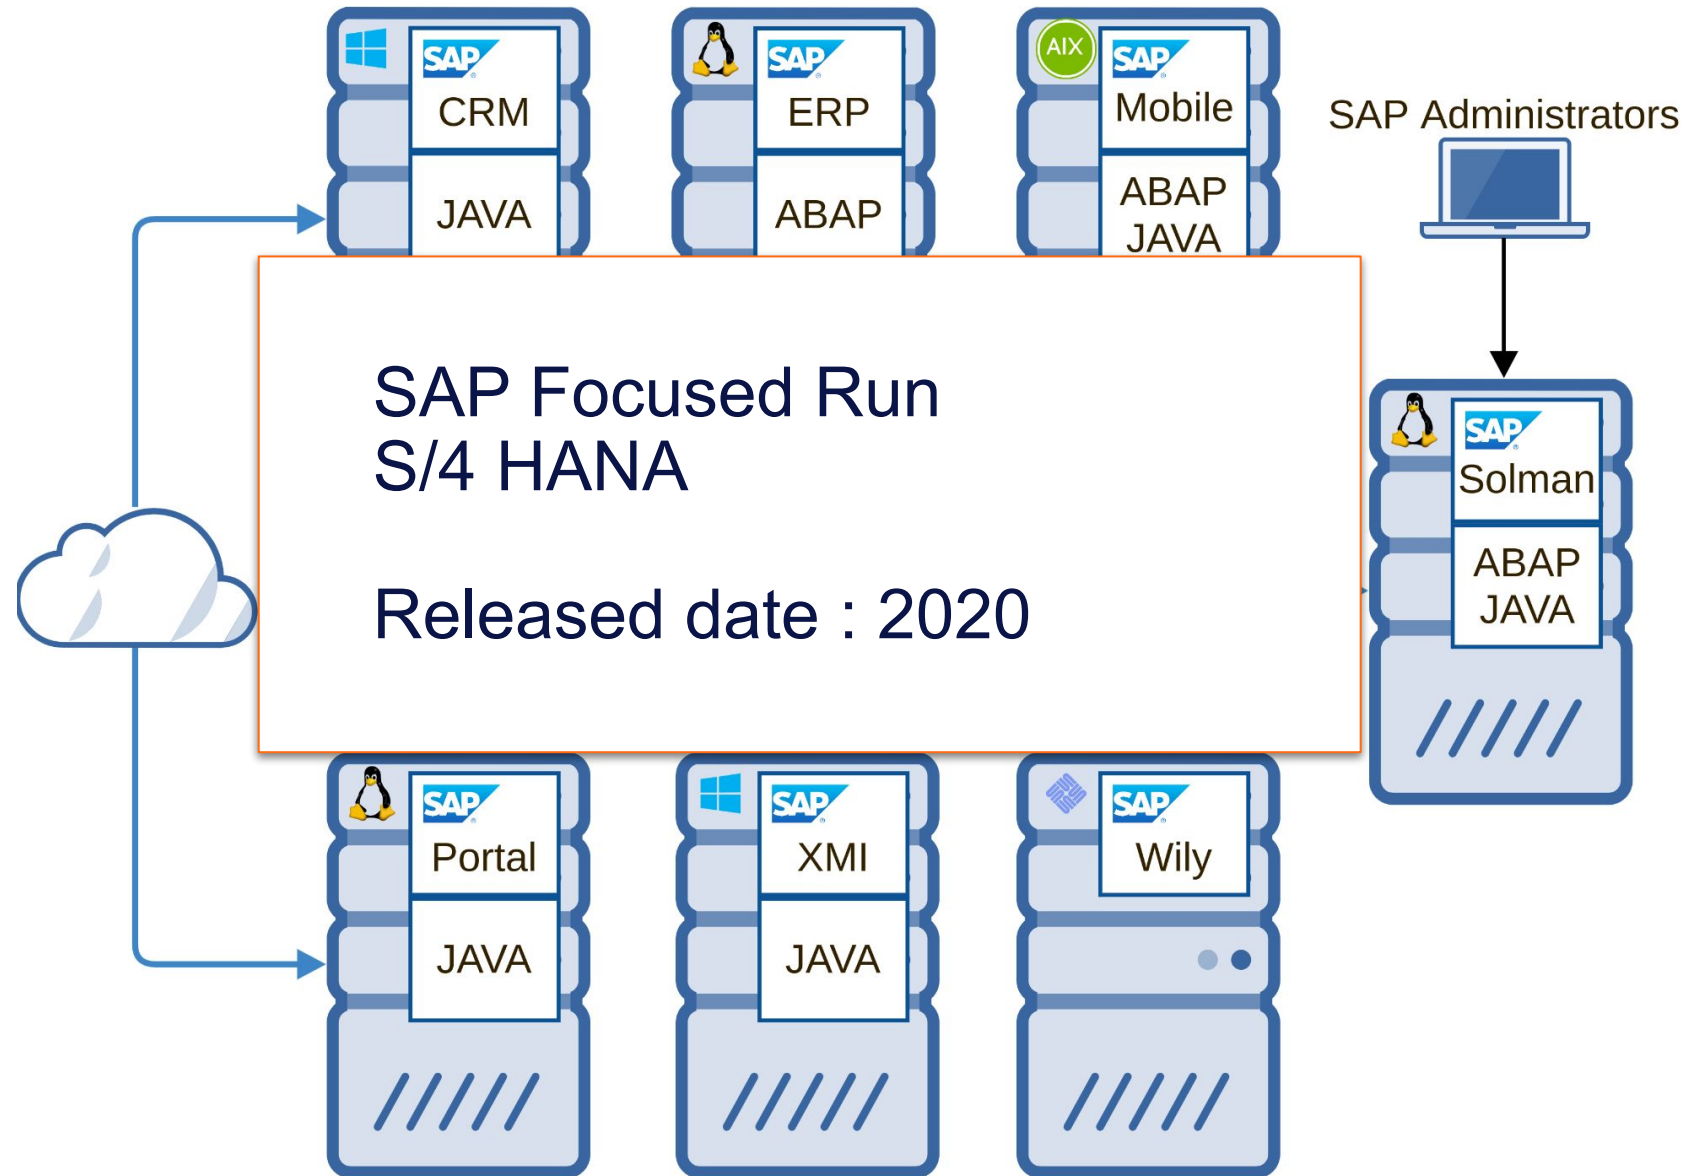 SAP
CRM
JAVA
SAP
ERP
ABAP
AIX
SAP
Mobile
ABAP
JAVA
SAP Administrators
SAP Focused Run
S/4 HANA
Released date : 2020
SAP
Solman
ABAP
JAVA
SAP
Portal
JAVA
SAP
XMI
JAVA
SAP
Wily